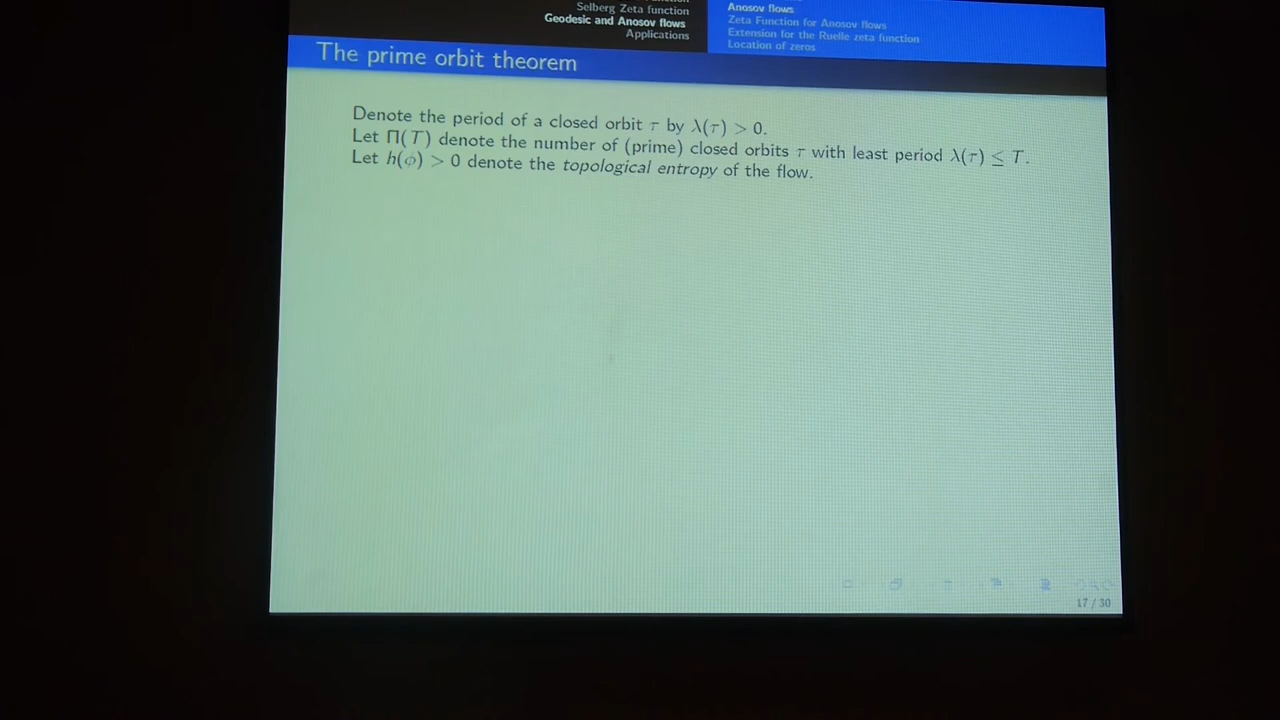 Selberg Zeta function
Geodesic and Anosov flows
Applications
Anosov flows
Zeta Function for Anosov flows
Extension for the Ruelle zeta function
Location of zeros
The prime orbit theorem
Denote the period of a closed orbit τ by λ(τ) > 0.
Let Π(T) denote the number of (prime) closed orbits τ with least period λ(τ) ≤ T.
Let h(ϕ) > 0 denote the topological entropy of the flow.
17 / 30